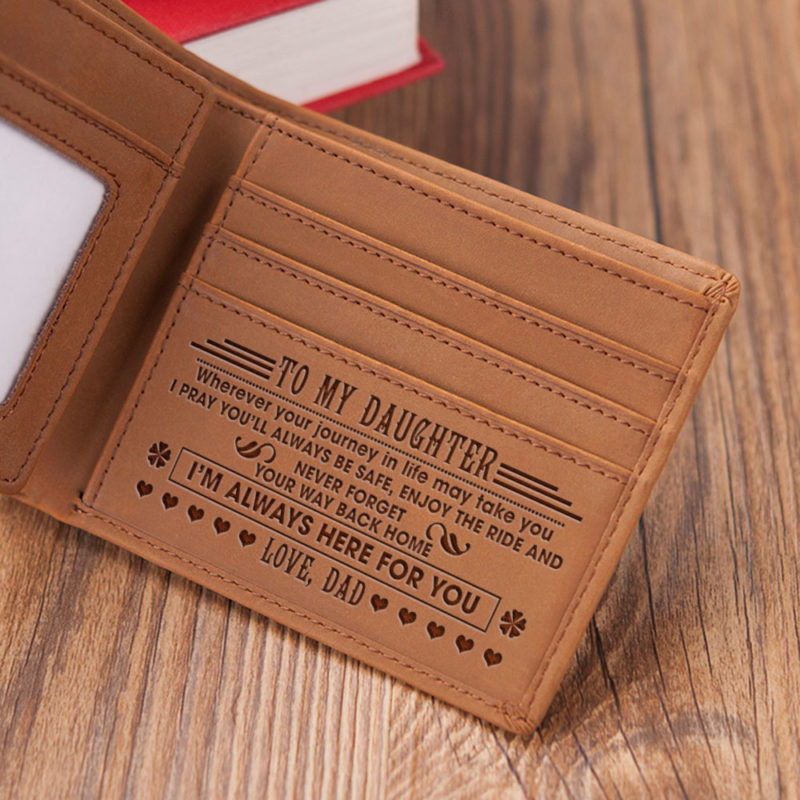 TO MY DAUGHTER
Wherever your journey in life may take you
I PRAY YOU'LL ALWAYS BE SAFE, ENJOY THE RIDE AND
NEVER FORGET
YOUR WAY BACK HOME
I'M ALWAYS HERE FOR YOU
LOVE, DAD